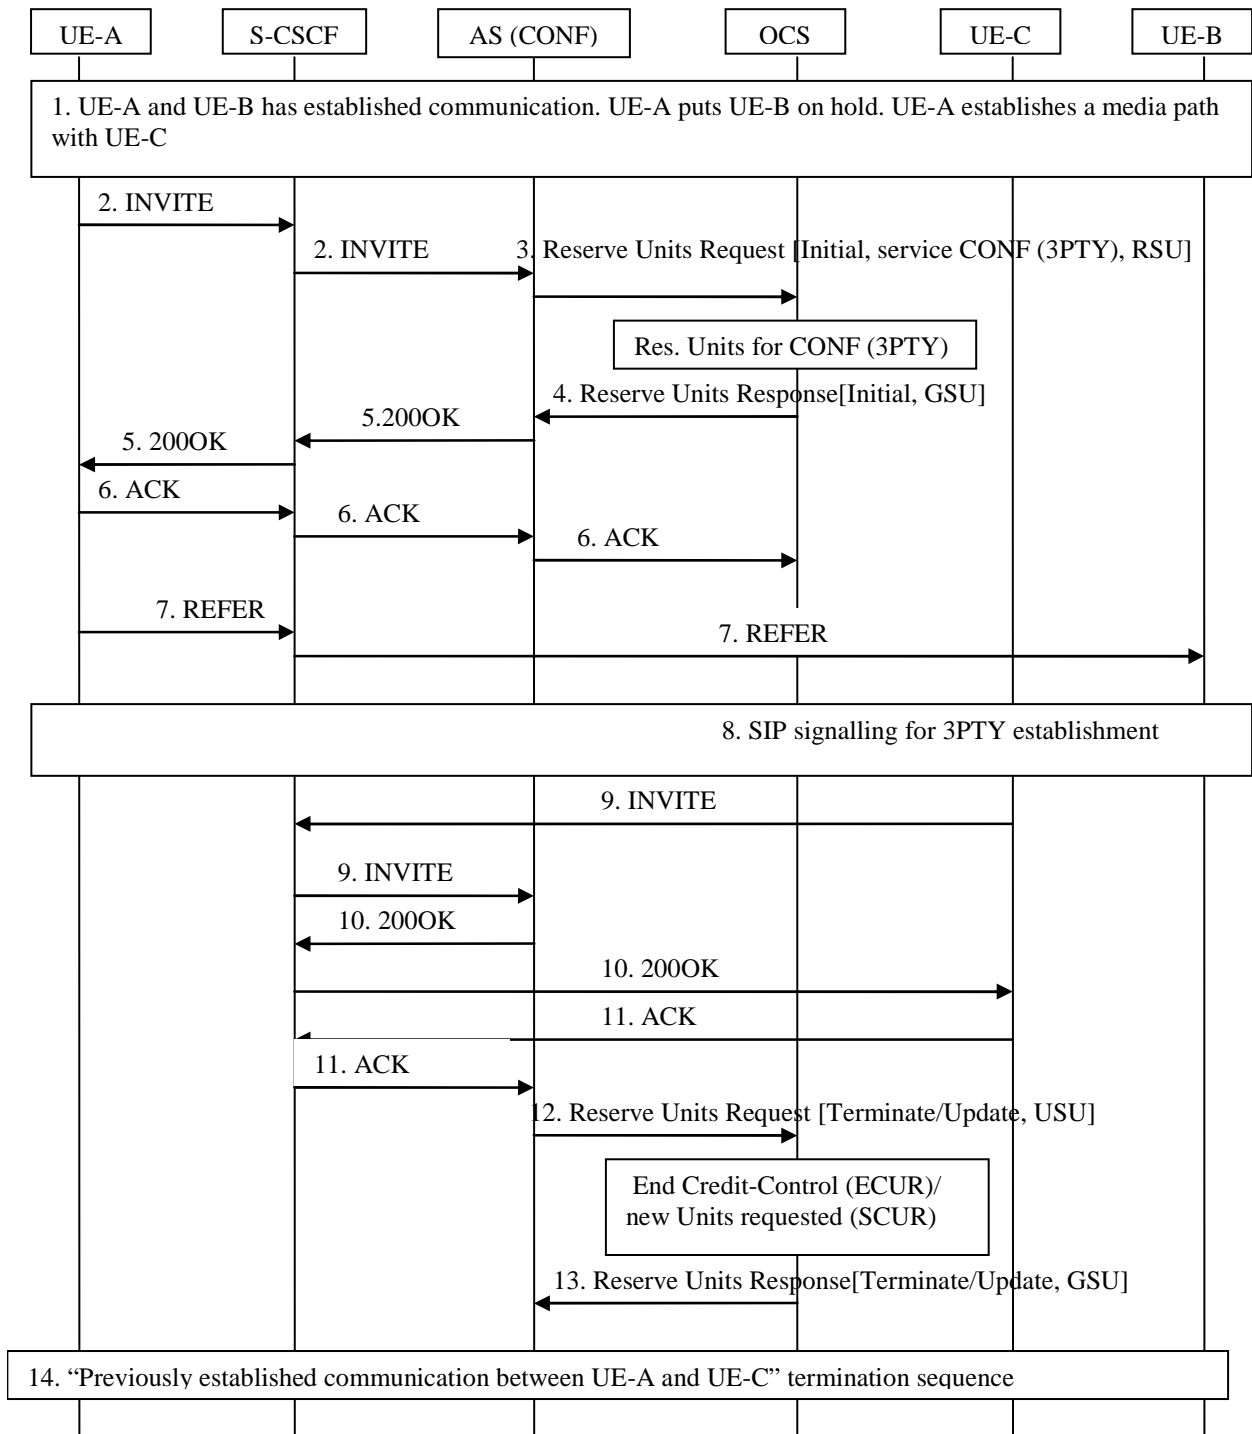 UE-A
S-CSCF
AS (CONF)
OCS
UE-C
UE-B
1. UE-A and UE-B has established communication. UE-A puts UE-B on hold. UE-A establishes a media path
with UE-C
2. INVITE
2. INVITE
3. Reserve Units Request [Initial, service CONF (3PTY), RSU]
Res. Units for CONF (3PTY)
4. Reserve Units Response[Initial, GSU]
5.200OK
5. 200OK
6. ACK
6. ACK
6. ACK
7. REFER
7. REFER
8. SIP signalling for 3PTY establishment
9. INVITE
9. INVITE
10. 200OK
10. 200OK
11. ACK
11. ACK
12. Reserve Units Request [Terminate/Update, USU]
End Credit-Control (ECUR)/
new Units requested (SCUR)
13. Reserve Units Response[Terminate/Update, GSU]
14. “Previously established communication between UE-A and UE-C” termination sequence